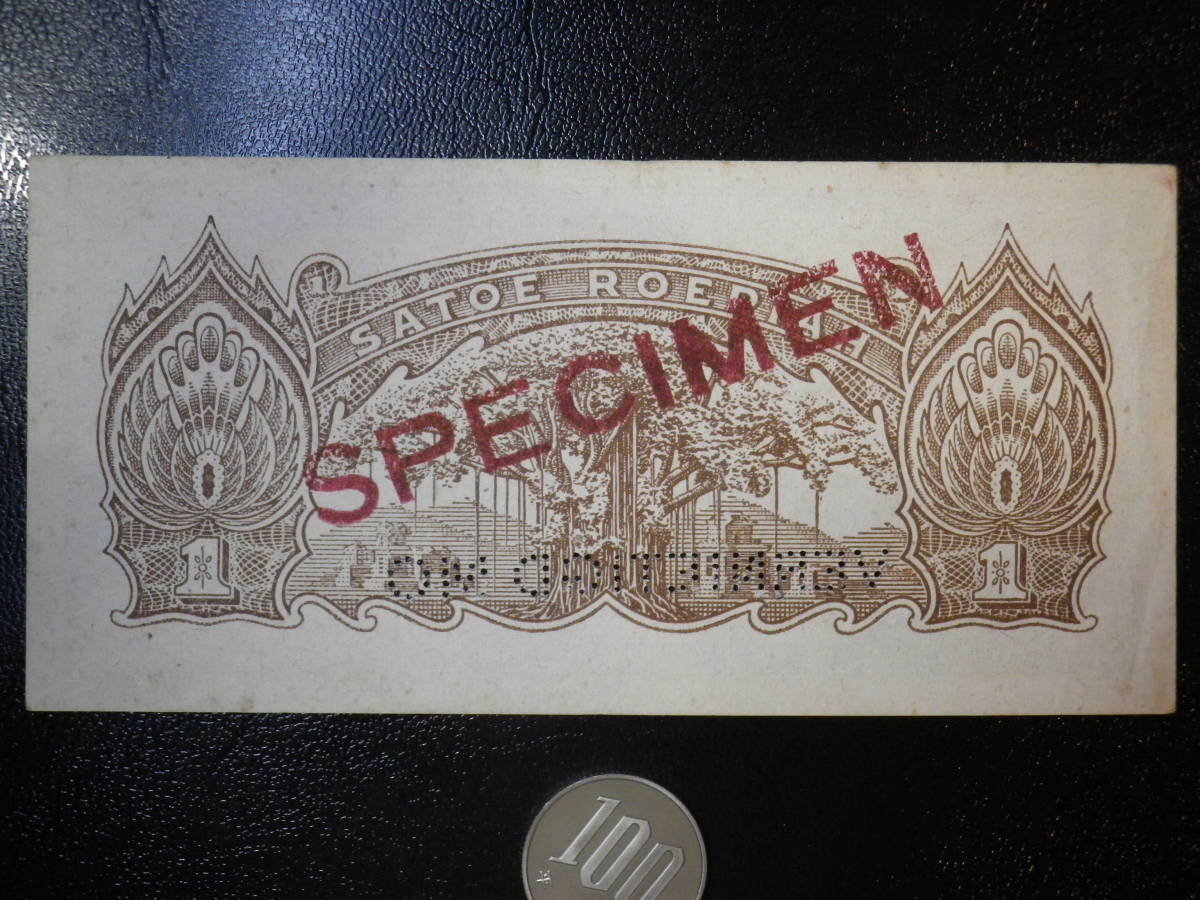 SATOE ROEPIAH
SPECIMEN
1 1
100